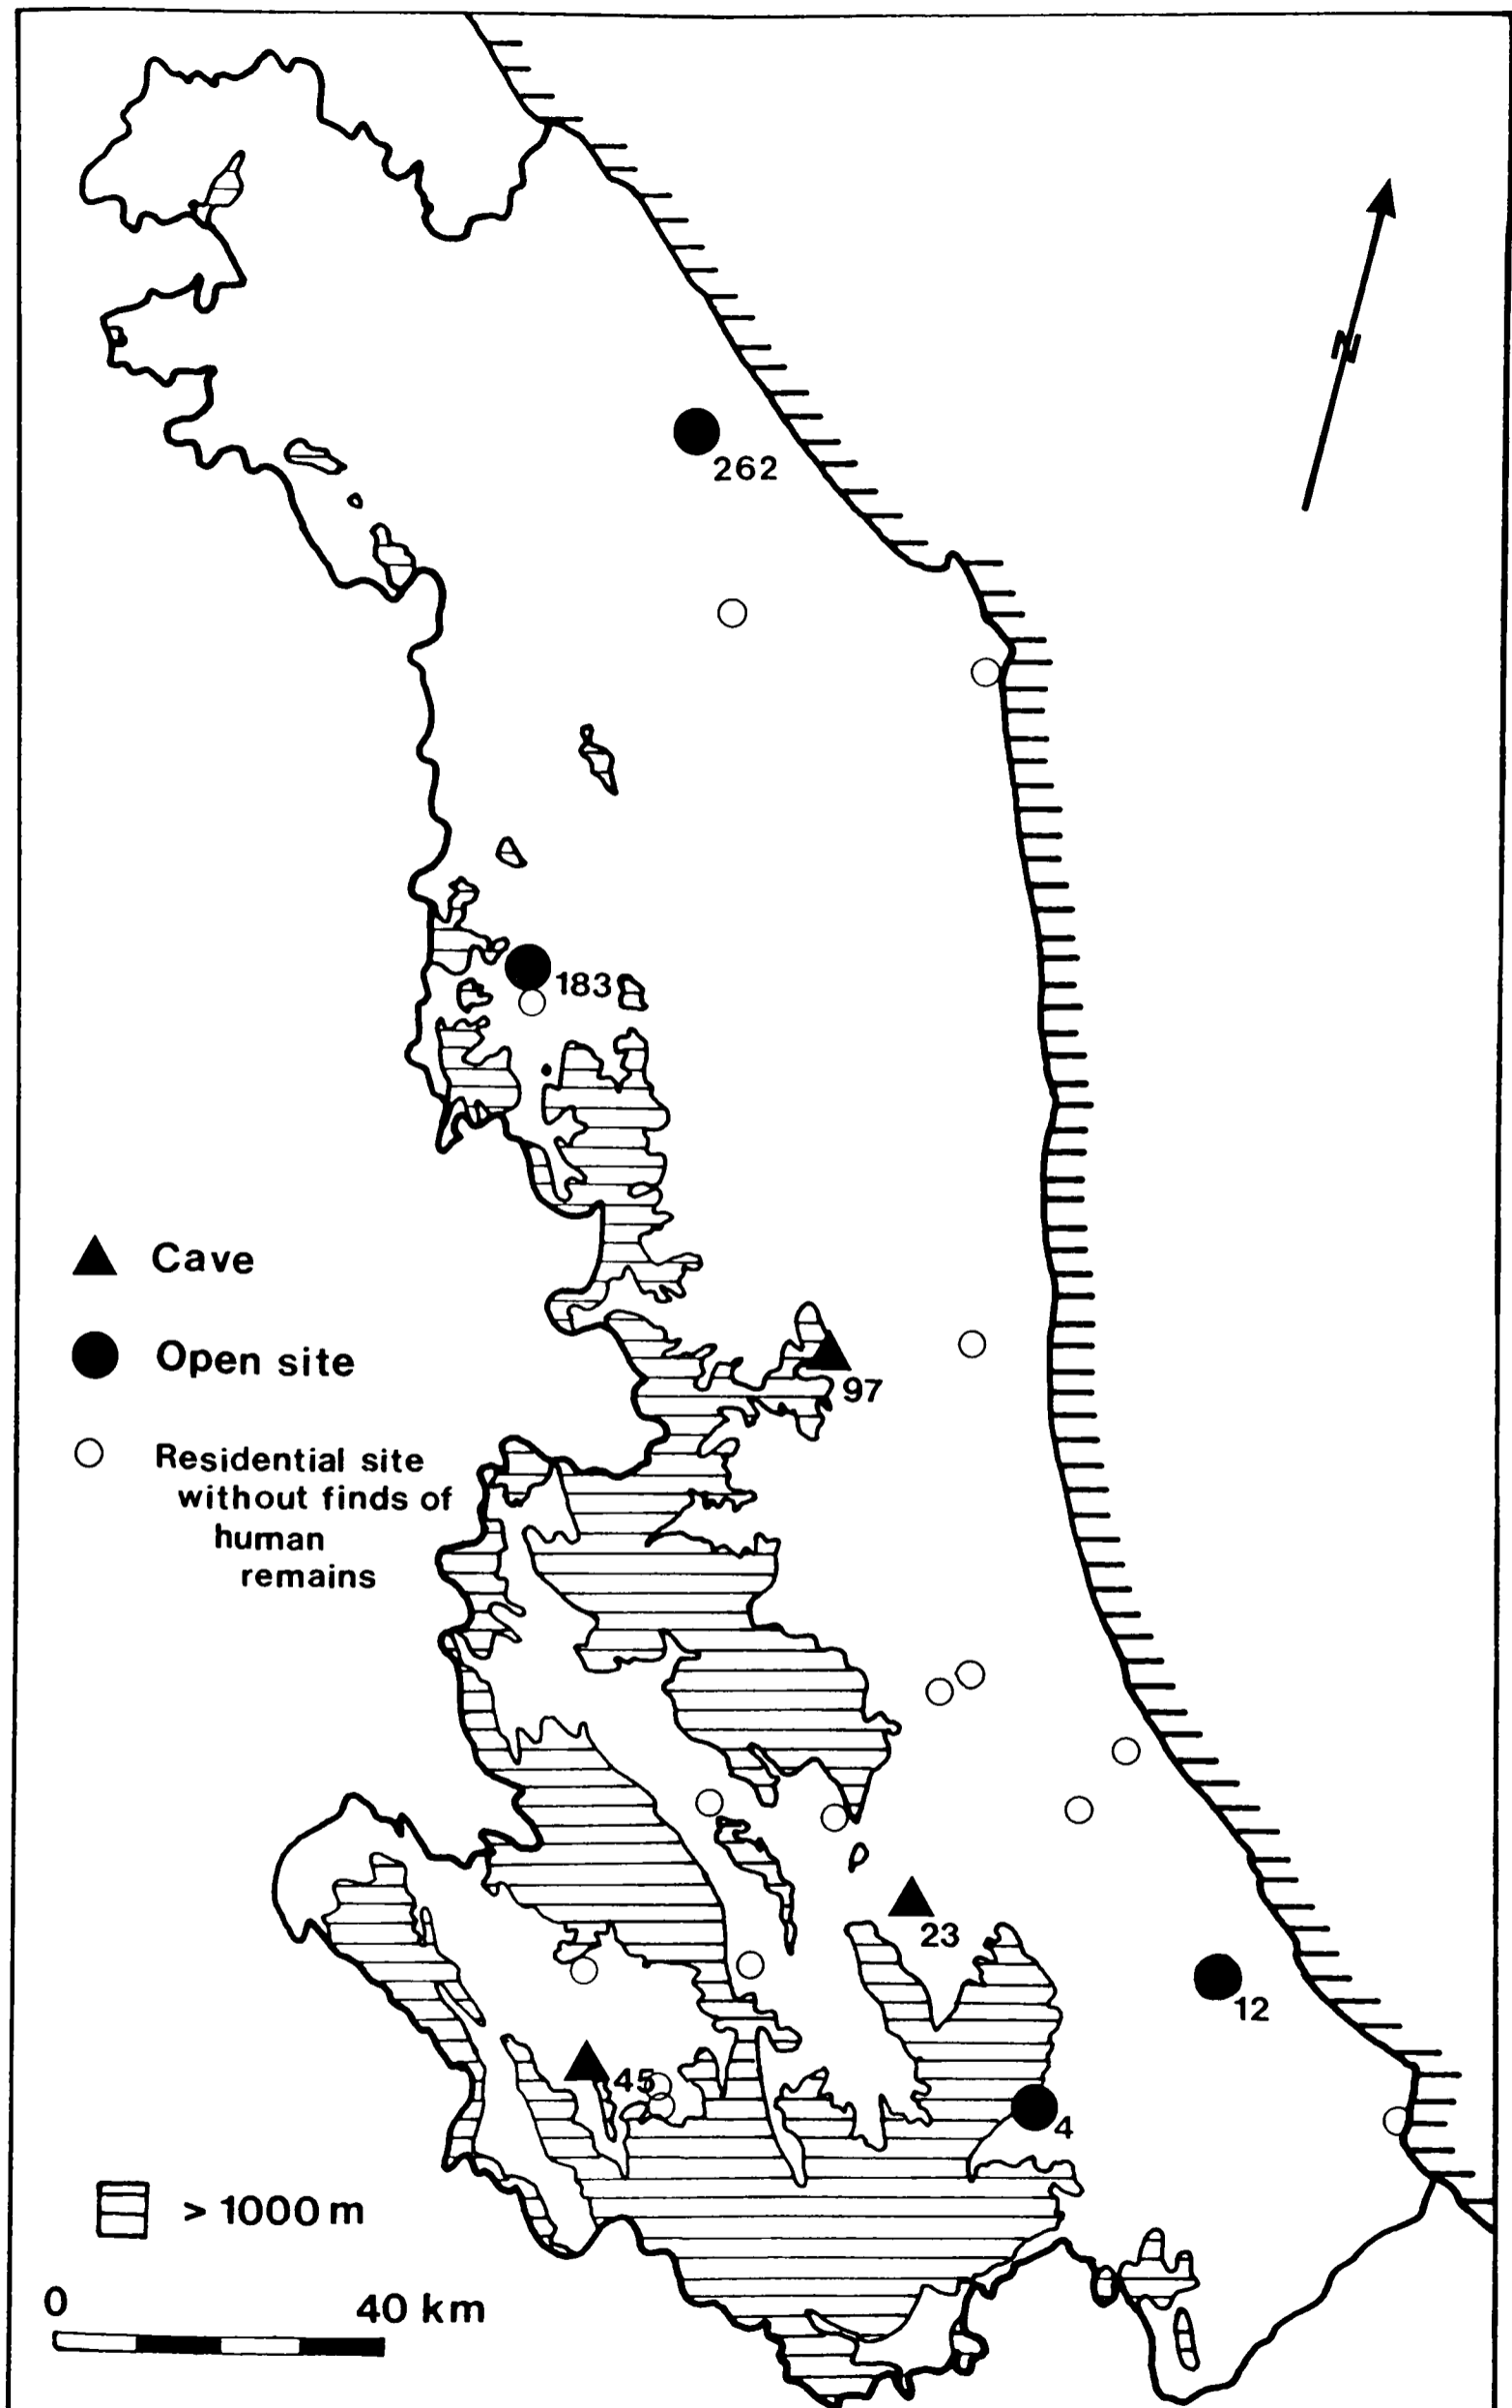 N
262
183
Cave
Open site
97
Residential site
without finds of
human
remains
23
12
45
4
> 1000 m
0 40 km